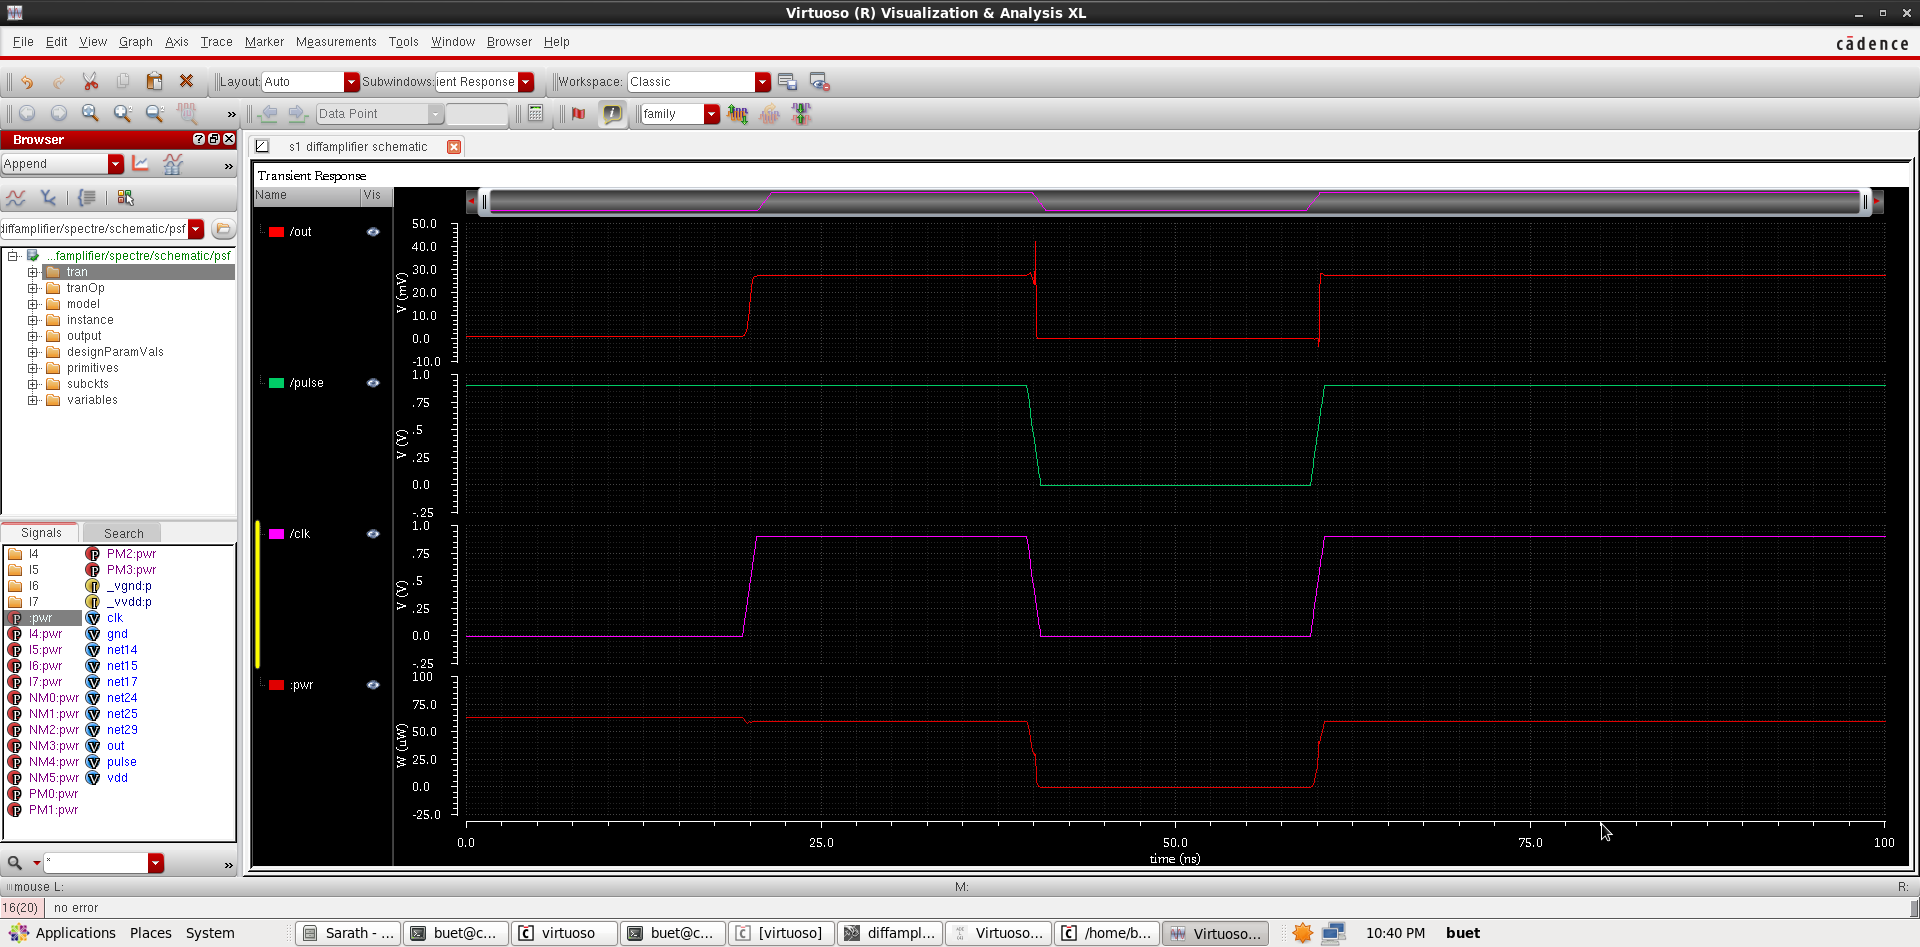 Virtuoso (R) Visualization & Analysis XL
File Edit View Graph Axis Trace Marker Measurements Tools Window Browser Help
cādence
Layout: Auto Subwindows: ient Response Workspace: Classic
» Data Point family
Browser
s1 diffamplifier schematic
Append »
Transient Response
Name Vis
diffamplifier/spectre/schematic/psf
...famplifier/spectre/schematic/psf
tran
tranOp
model
instance
output
designParamVals
primitives
subckts
variables
/out
50.0
40.0
30.0
20.0
10.0
0.0
-10.0
V (mV)
/pulse
1.0
.75
.5
.25
0.0
-.25
V (V)
/clk
1.0
.75
.5
.25
0.0
-.25
V (V)
:pwr
100
75.0
50.0
25.0
0.0
-25.0
W (uW)
0.0 25.0 50.0 75.0 100
time (ns)
Signals Search
I4 PM2:pwr
I5 PM3:pwr
I6 _vgnd:p
I7 _vvdd:p
:pwr clk
I4:pwr gnd
I5:pwr net14
I6:pwr net15
I7:pwr net17
NM0:pwr net24
NM1:pwr net25
NM2:pwr net29
NM3:pwr out
NM4:pwr pulse
NM5:pwr vdd
PM0:pwr
PM1:pwr
* »
mouse L: M: R:
16(20) no error
Applications Places System Sarath - ... buet@c... virtuoso buet@c... [virtuoso] diffampl... Virtuoso... /home/b... Virtuoso... 10:40 PM buet